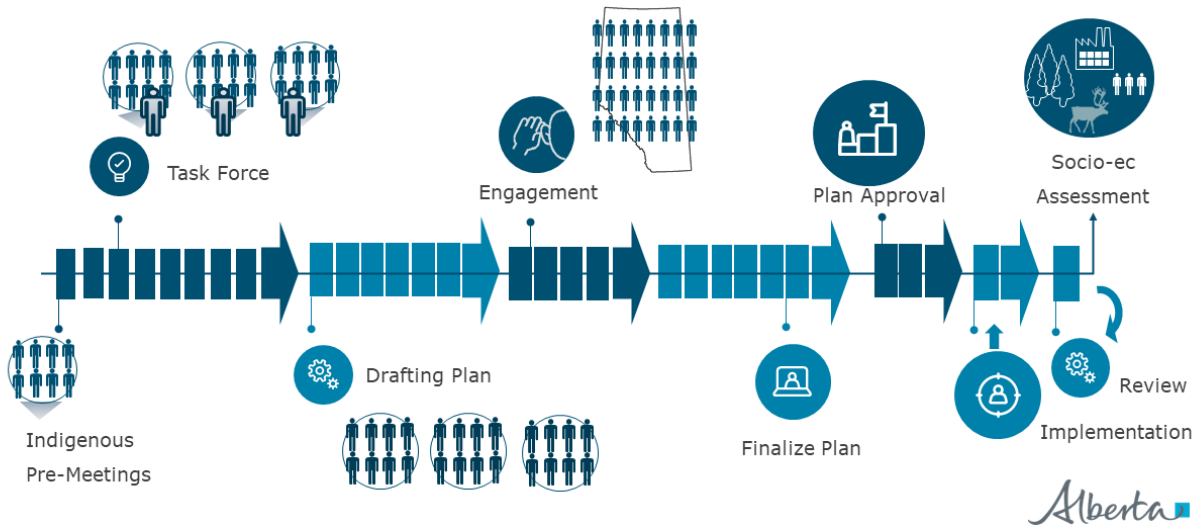 Task Force
Engagement
Plan Approval
Socio-ec
Assessment
Indigenous
Pre-Meetings
Drafting Plan
Finalize Plan
Review
Implementation
Alberta